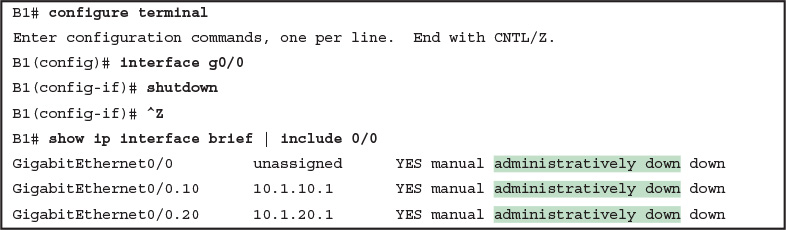 B1# configure terminal
Enter configuration commands, one per line.  End with CNTL/Z.
B1(config)# interface g0/0
B1(config-if)# shutdown
B1(config-if)# ^Z
B1# show ip interface brief | include 0/0
GigabitEthernet0/0         unassigned      YES manual administratively down down
GigabitEthernet0/0.10      10.1.10.1       YES manual administratively down down
GigabitEthernet0/0.20      10.1.20.1       YES manual administratively down down